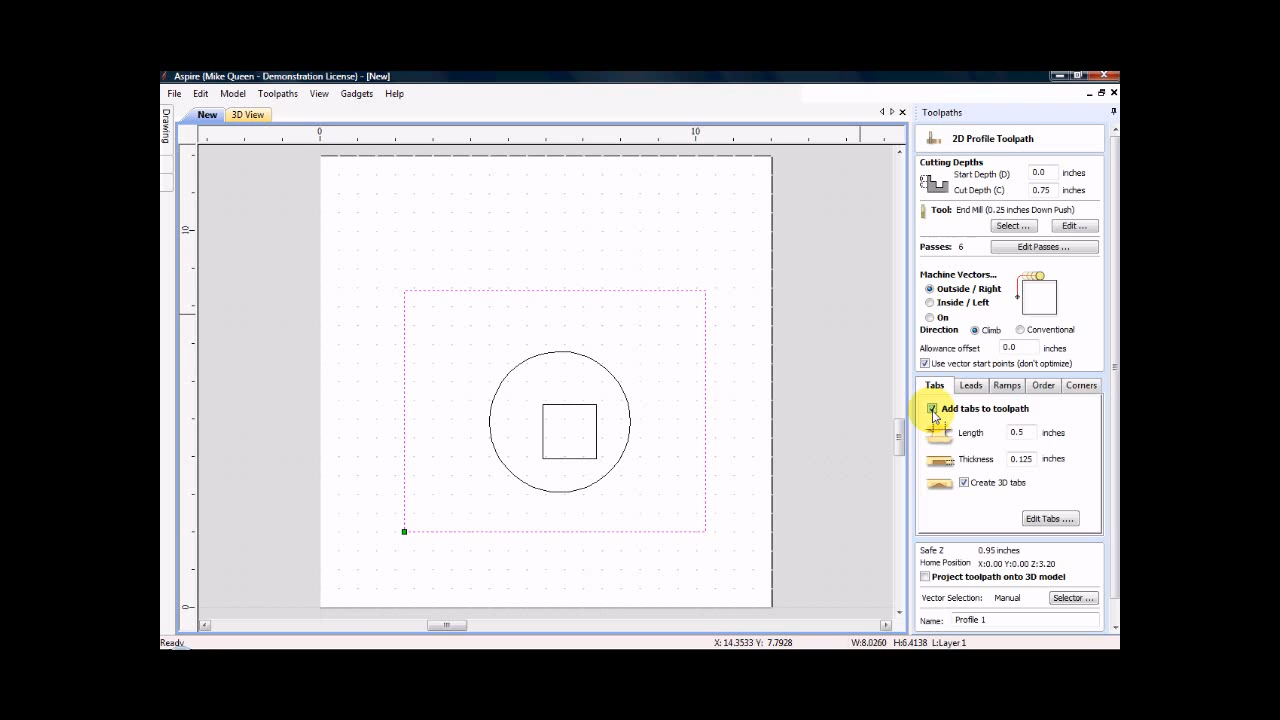 Aspire {Mike Queen - Demonstration License} - [New]
File Edit Model Toolpaths View Gadgets Help
Drawing
New 3D View
0 10
10
0
Toolpaths
2D Profile Toolpath
Cutting Depths
Start Depth (D) 0.0 inches
Cut Depth (C) 0.75 inches
Tool: End Mill (0.25 inches Down Push)
Select ... Edit ...
Passes: 6 Edit Passes ...
Machine Vectors...
Outside / Right
Inside / Left
On
Direction Climb Conventional
Allowance offset 0.0 inches
Use vector start points (don't optimize)
Tabs Leads Ramps Order Corners
Add tabs to toolpath
Length 0.5 inches
Thickness 0.125 inches
Create 3D tabs
Edit Tabs ....
Safe Z 0.95 inches
Home Position X:0.00 Y:0.00 Z:3.20
Project toolpath onto 3D model
Vector Selection: Manual Selector ...
Name: Profile 1
Ready X: 14.3533 Y: 7.7928 W:8.0260 H:6.4138 L:Layer 1